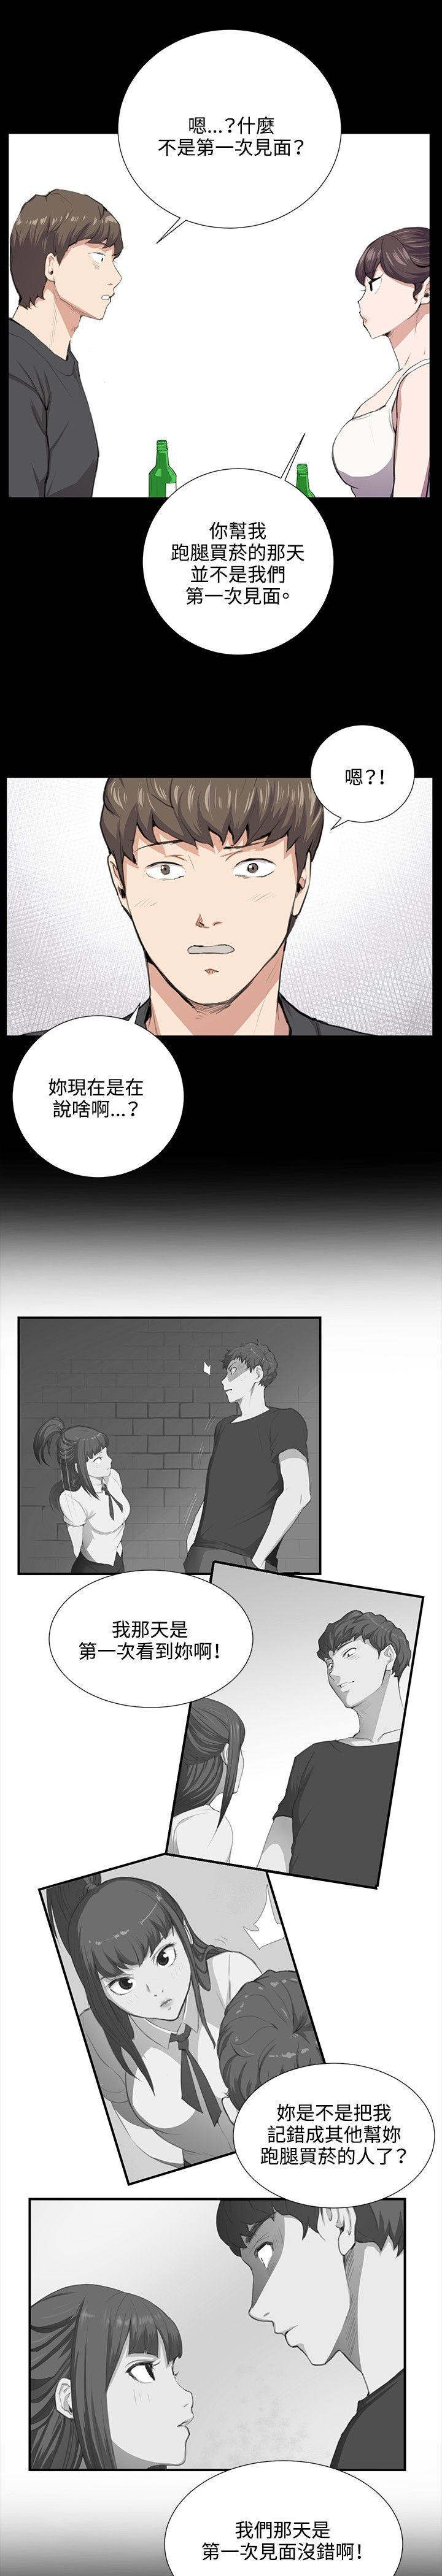 嗯...?什麼
不是第一次見面?
你幫我
跑腿買菸的那天
並不是我們
第一次見面。
嗯?!
妳現在是在
說啥啊...?
我那天是
第一次看到妳啊!
妳是不是把我
記錯成其他幫妳
跑腿買菸的人了?
我們那天是
第一次見面沒錯啊!